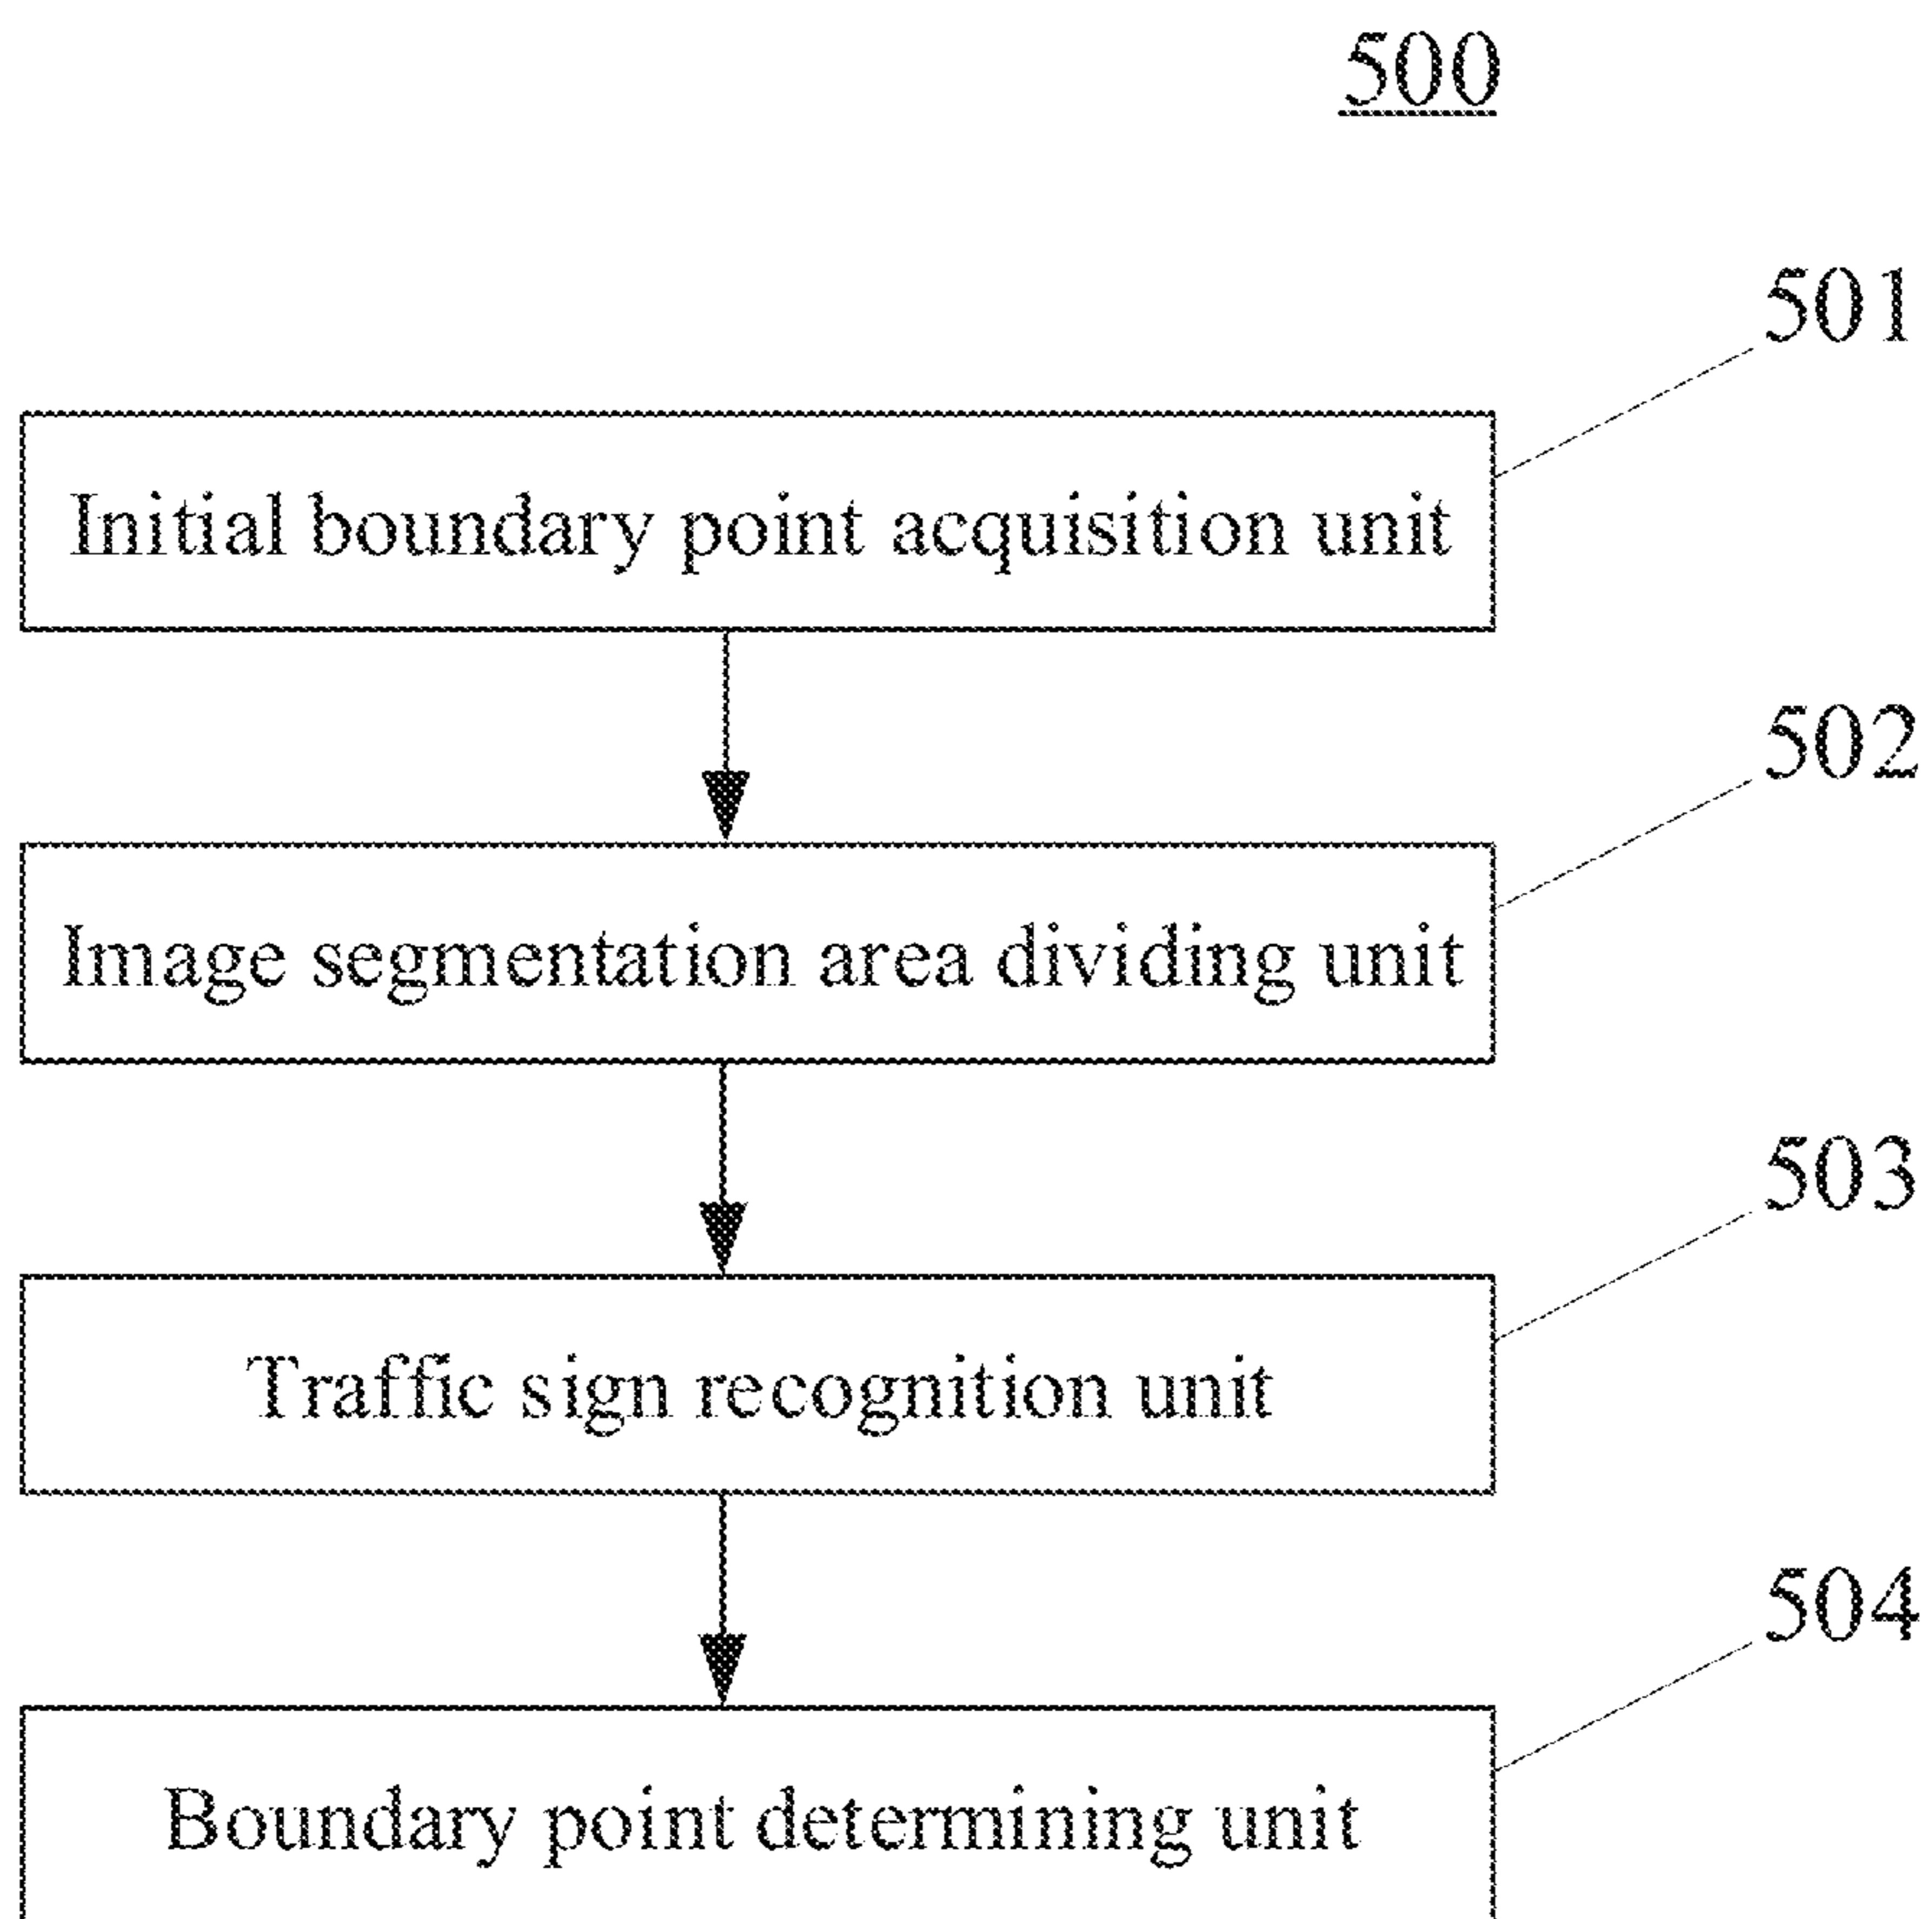 500
501
Initial boundary point acquisition unit
502
Image segmentation area dividing unit
503
Traffic sign recognition unit
504
Boundary point determining unit